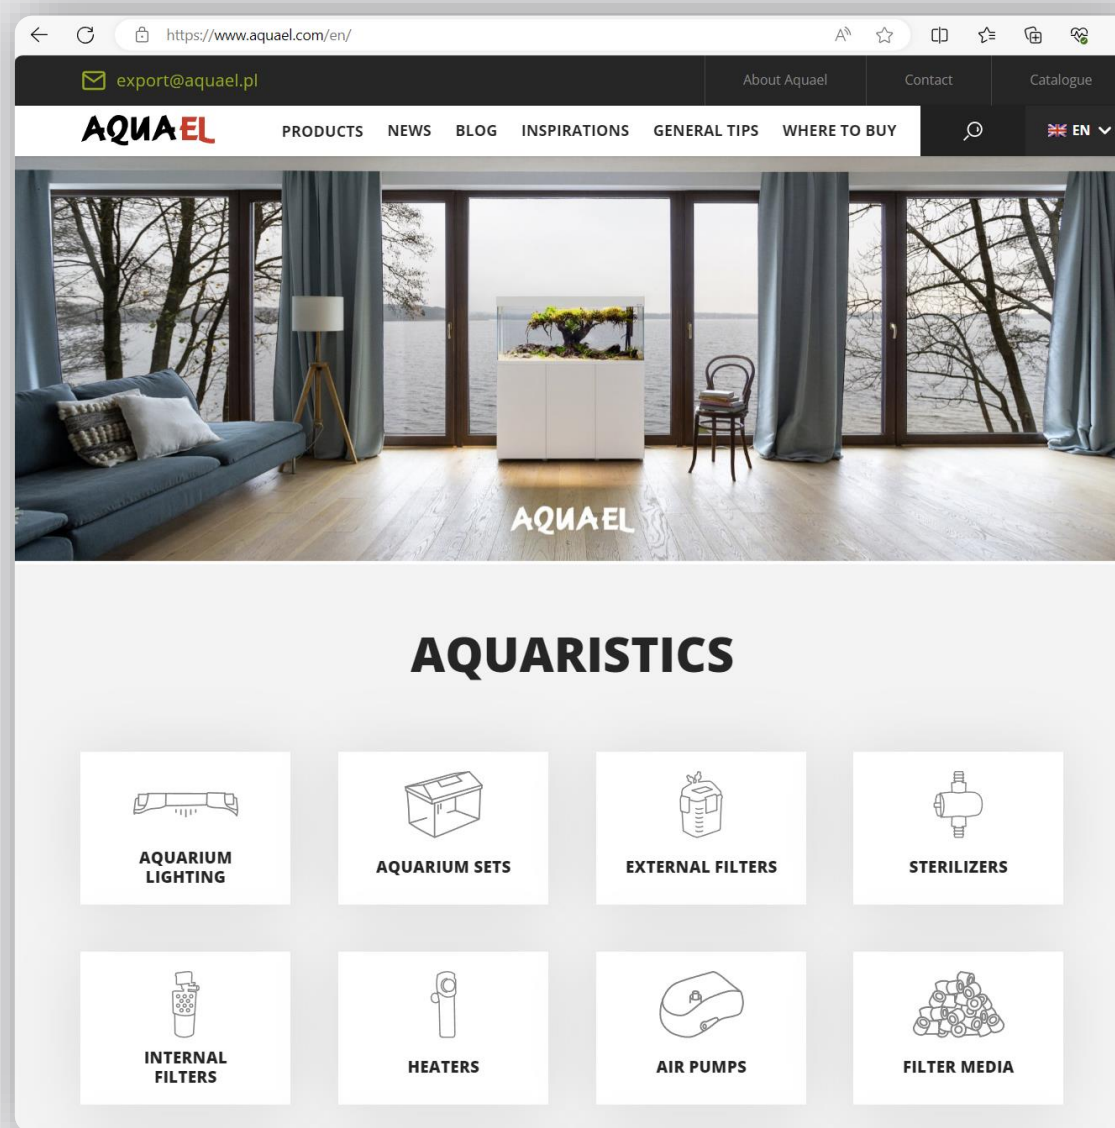 https://www.aquael.com/en/
export@aquael.pl
About Aquael
Contact
Catalogue
AQUAEL
PRODUCTS
NEWS
BLOG
INSPIRATIONS
GENERAL TIPS
WHERE TO BUY
EN
AQUAEL
AQUARISTICS
AQUARIUM
LIGHTING
AQUARIUM SETS
EXTERNAL FILTERS
STERILIZERS
INTERNAL
FILTERS
HEATERS
AIR PUMPS
FILTER MEDIA